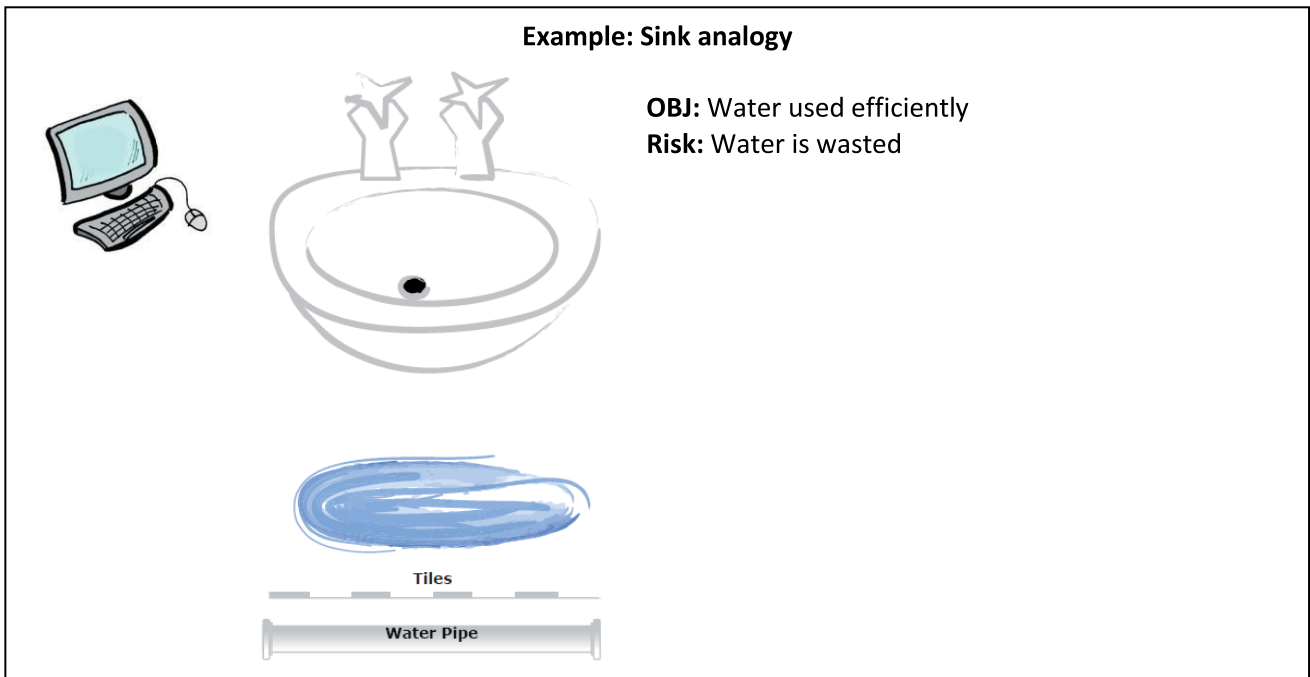 Example: Sink analogy
OBJ: Water used efficiently
Risk: Water is wasted
Tiles
Water Pipe